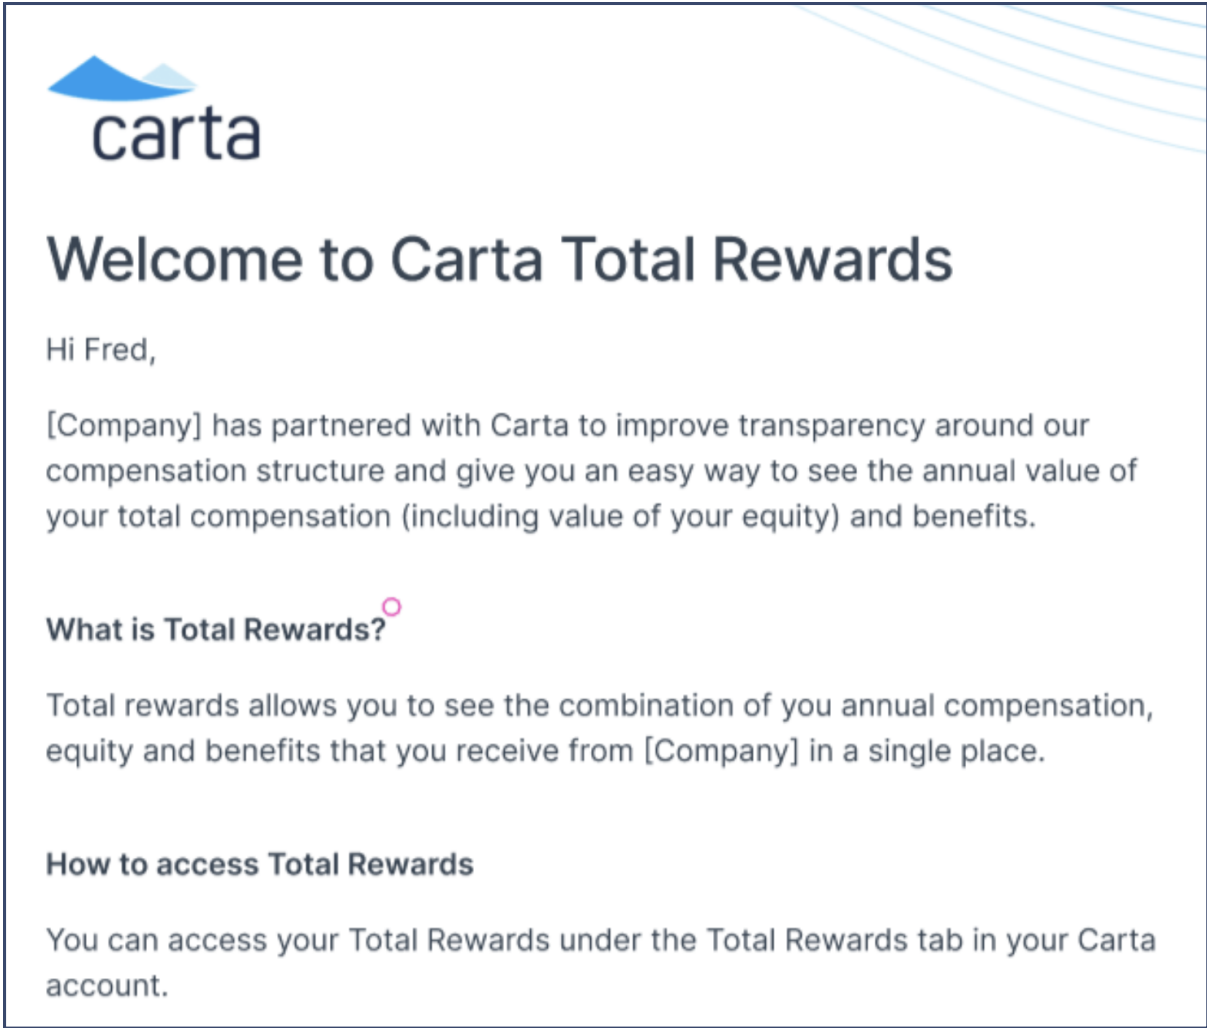 carta
Welcome to Carta Total Rewards
Hi Fred,
[Company] has partnered with Carta to improve transparency around our
compensation structure and give you an easy way to see the annual value of
your total compensation (including value of your equity) and benefits.
What is Total Rewards?
Total rewards allows you to see the combination of you annual compensation,
equity and benefits that you receive from [Company] in a single place.
How to access Total Rewards
You can access your Total Rewards under the Total Rewards tab in your Carta
account.